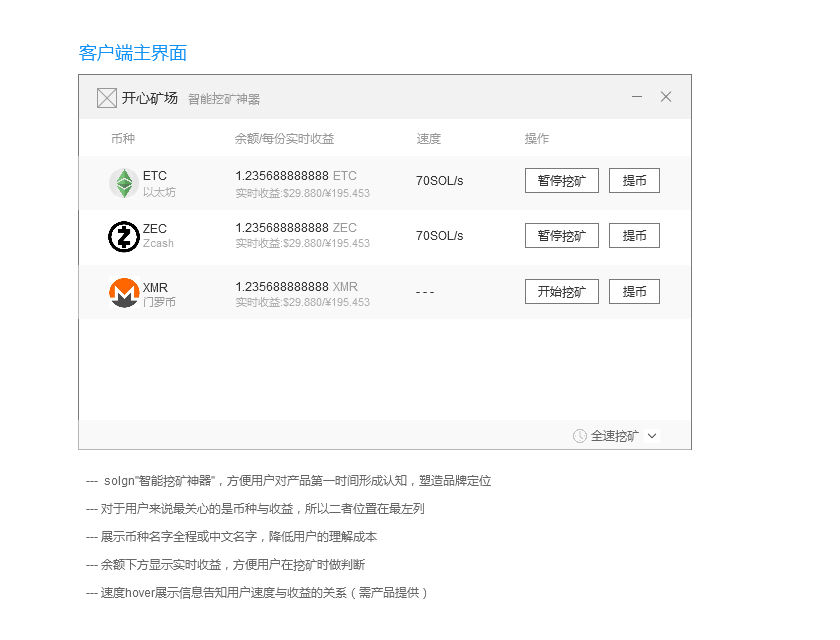 客户端主界面
开心矿场 智能挖矿神器
币种 余额/每份实时收益 速度 操作
ETC 1.235688888888 ETC 70SOL/s 暂停挖矿 提币
以太坊 实时收益:$29.880/¥195.453
ZEC 1.235688888888 ZEC 70SOL/s 暂停挖矿 提币
Zcash 实时收益:$29.880/¥195.453
XMR 1.235688888888 XMR --- 开始挖矿 提币
门罗币 实时收益:$29.880/¥195.453
全速挖矿
--- solgn"智能挖矿神器"，方便用户对产品第一时间形成认知，塑造品牌定位
--- 对于用户来说最关心的是币种与收益，所以二者位置在最左列
--- 展示币种名字全程或中文名字，降低用户的理解成本
--- 余额下方显示实时收益，方便用户在挖矿时做判断
--- 速度hover展示信息告知用户速度与收益的关系（需产品提供）